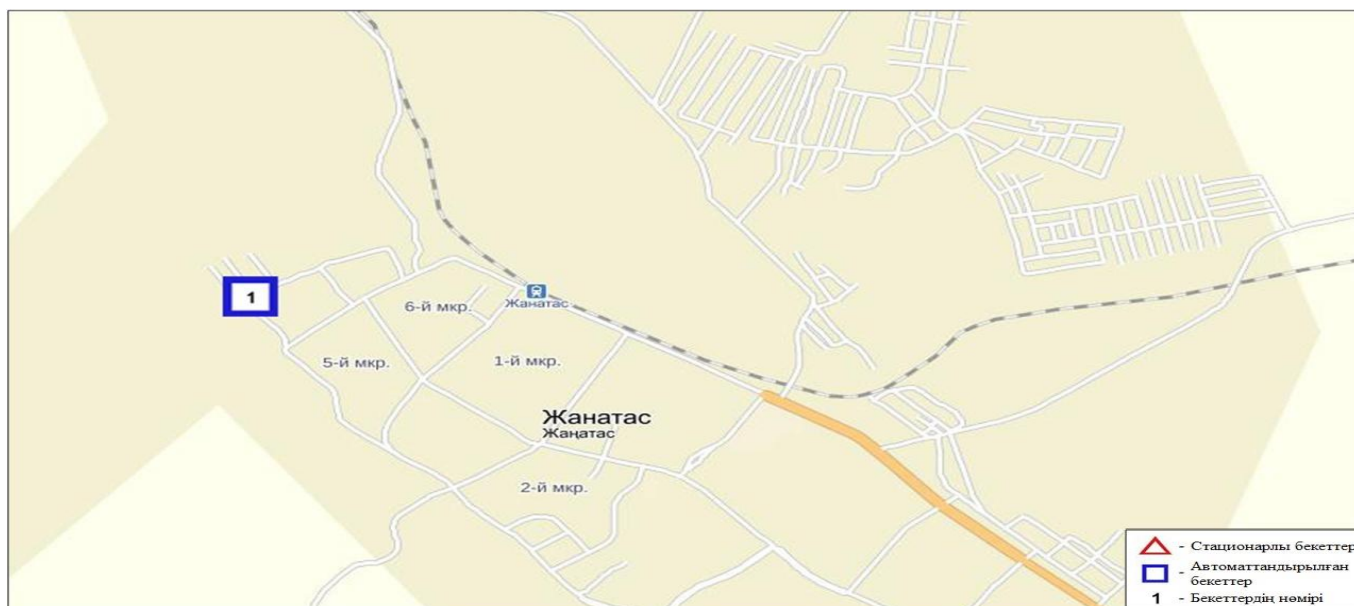 1
Жанатас
6-й мкр.
5-й мкр.
1-й мкр.
Жанатас
Жаңатас
2-й мкр.
- Стационарлы бекеттер
- Автоматтандырылған
бекеттер
1 - Бекеттердің нөмірі